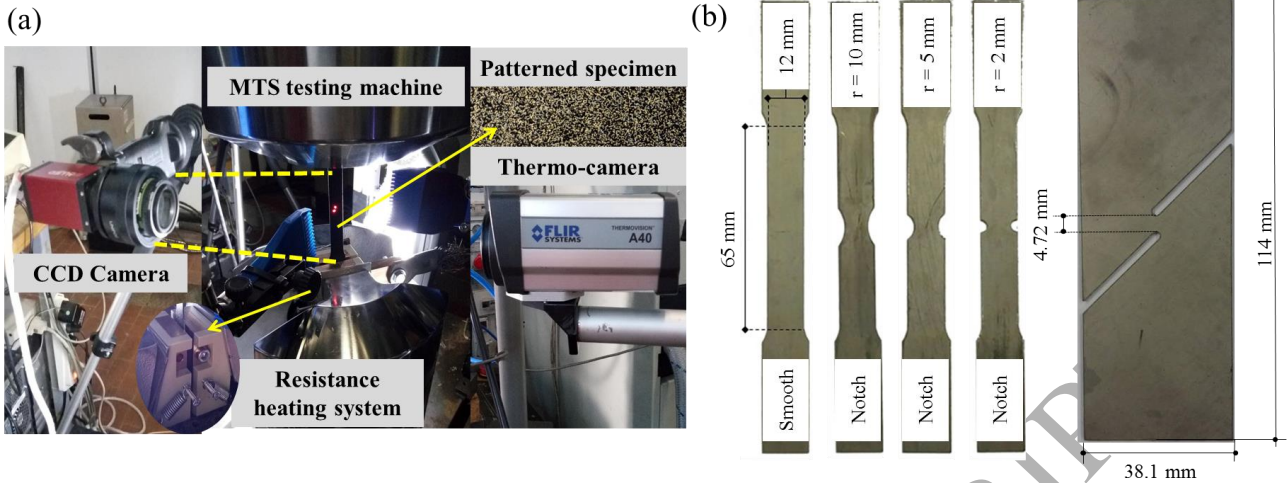 (a)
MTS testing machine
Patterned specimen
Thermo-camera
FLIR
SYSTEMS
THERMOVISION
A40
CCD Camera
Resistance
heating system
(b)
12 mm
r = 10 mm
r = 5 mm
r = 2 mm
65 mm
4.72 mm
114 mm
Smooth
Notch
Notch
Notch
38.1 mm